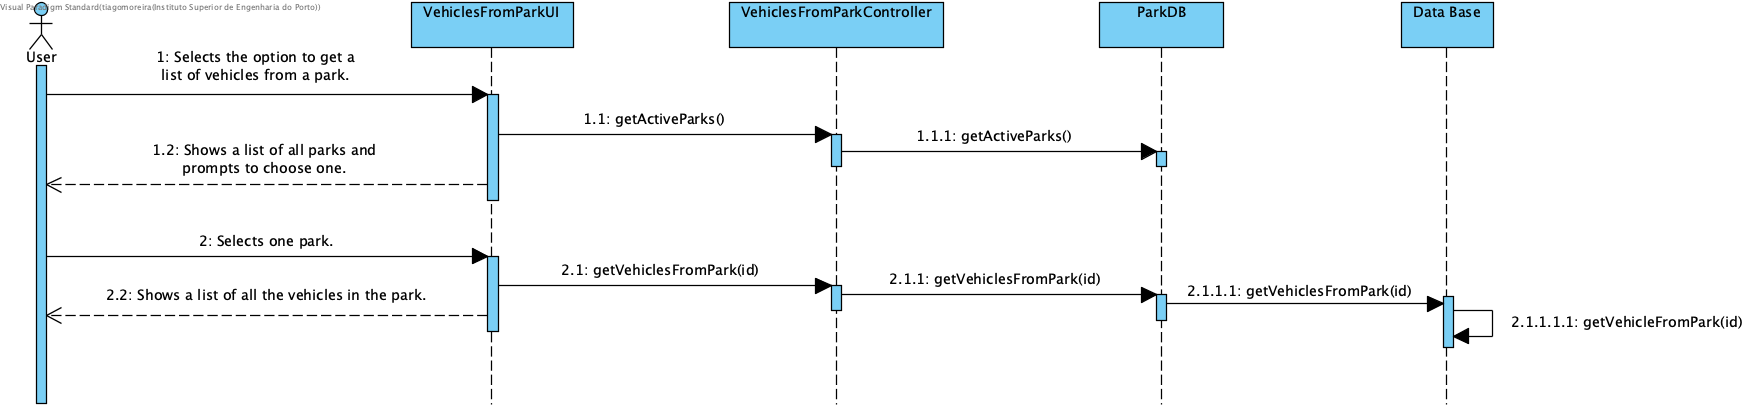 Visual Paradigm Standard(tiagomoreira(Instituto Superior de Engenharia do Porto))
User
VehiclesFromParkUI
VehiclesFromParkController
ParkDB
Data Base
1: Selects the option to get a
list of vehicles from a park.
1.1: getActiveParks()
1.1.1: getActiveParks()
1.2: Shows a list of all parks and
prompts to choose one.
2: Selects one park.
2.1: getVehiclesFromPark(id)
2.1.1: getVehiclesFromPark(id)
2.1.1.1: getVehiclesFromPark(id)
2.1.1.1.1: getVehicleFromPark(id)
2.2: Shows a list of all the vehicles in the park.